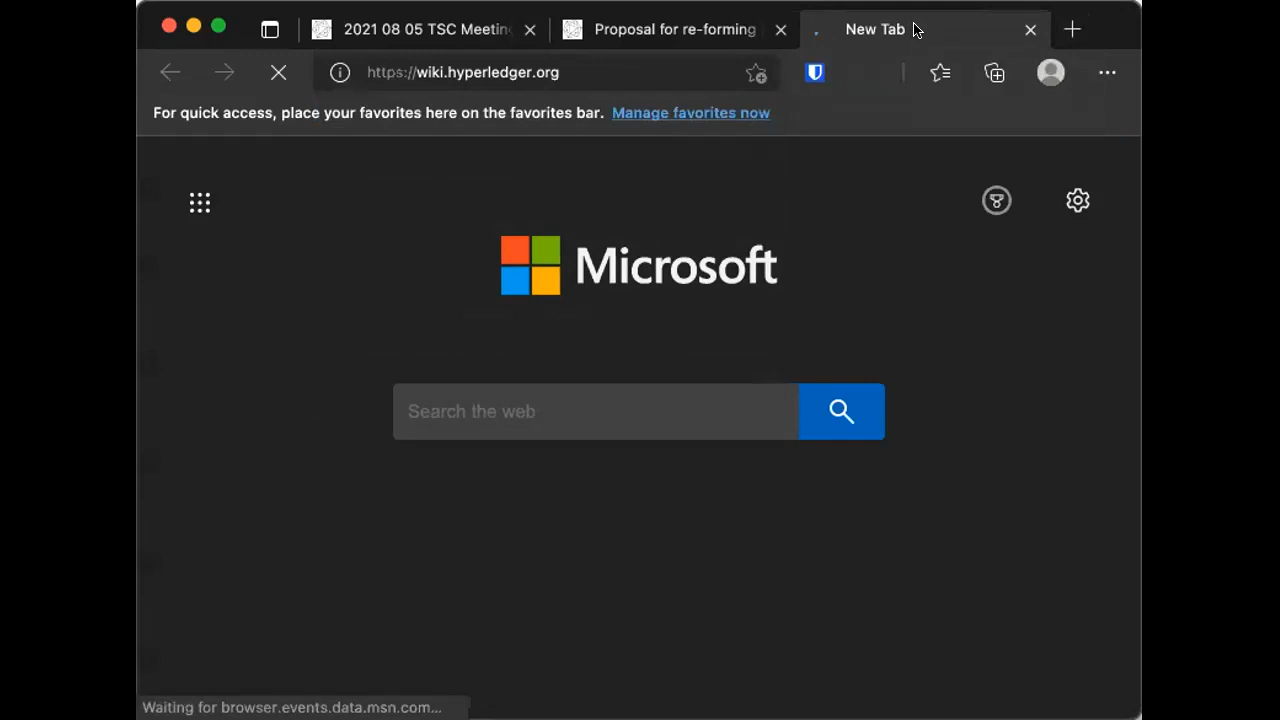 2021 08 05 TSC Meetin
Proposal for re-forming
New Tab
https://wiki.hyperledger.org
For quick access, place your favorites here on the favorites bar. Manage favorites now
Microsoft
Search the web
Waiting for browser.events.data.msn.com...